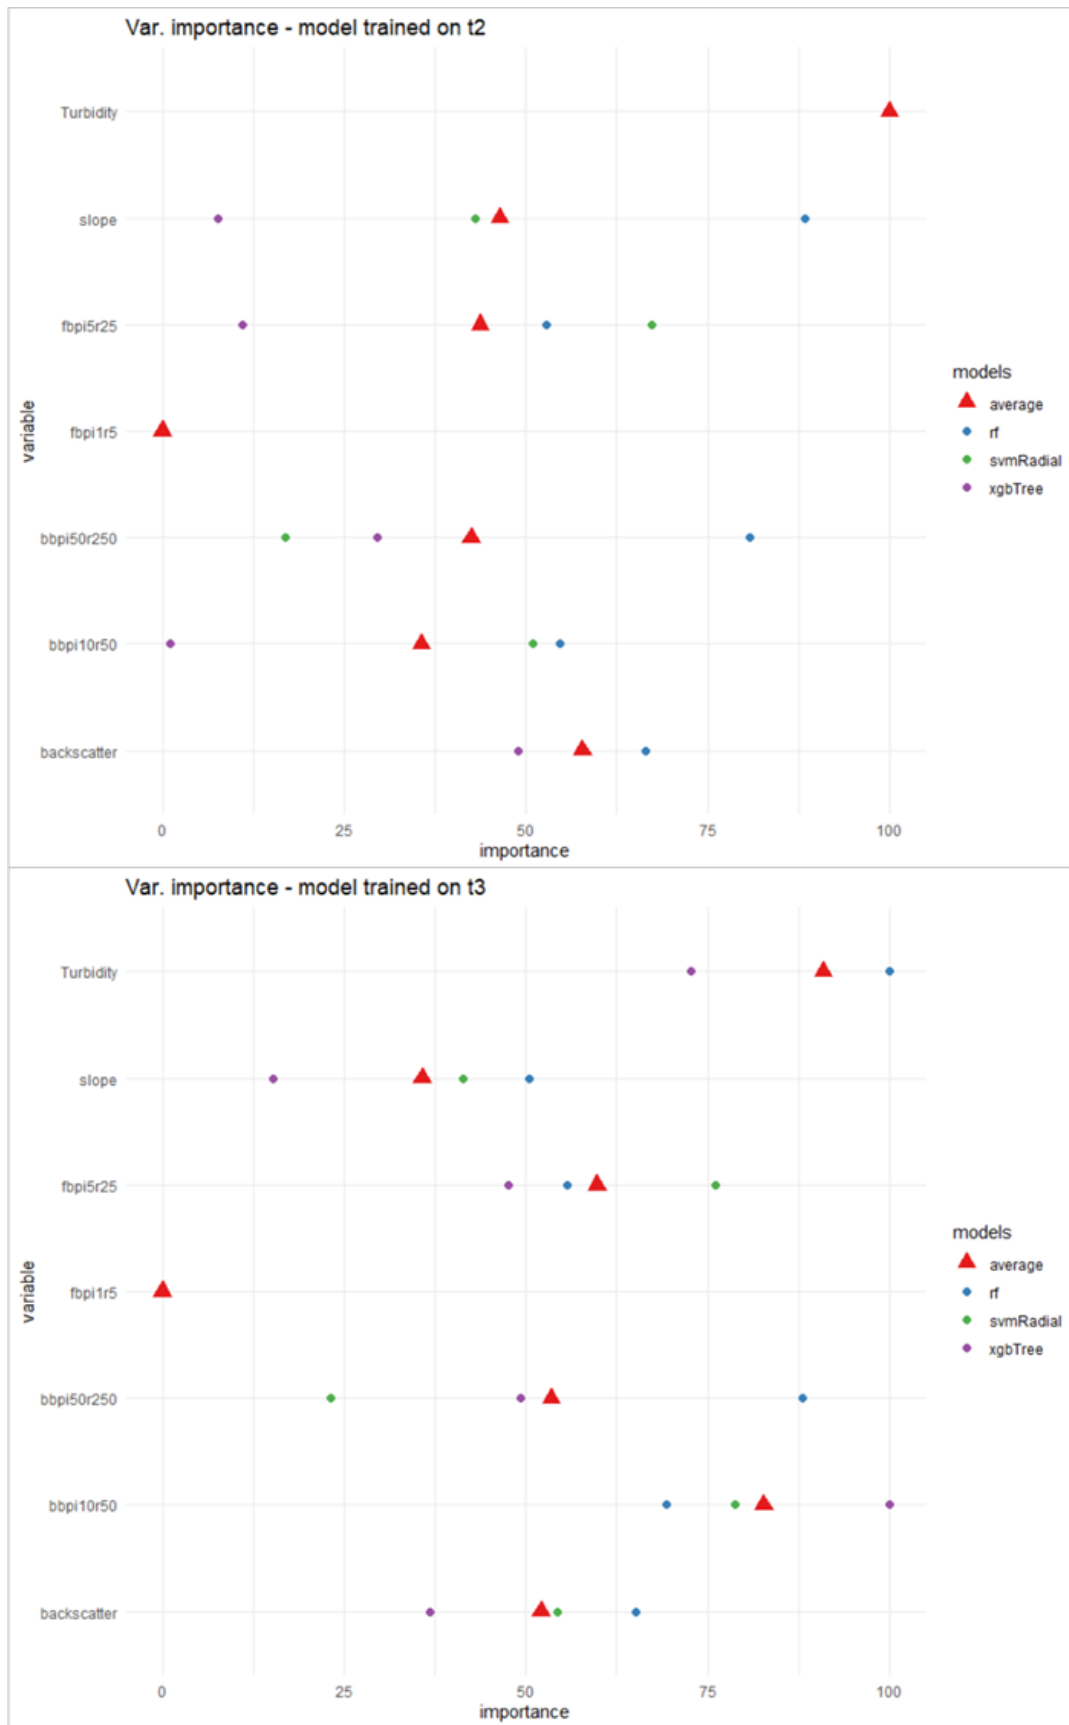 Var. importance - model trained on t2
Turbidity
slope
fbpi5r25
fbpi1r5
bbpi50r250
bbpi10r50
backscatter
variable
0 25 50 75 100
importance
models
average
rf
svmRadial
xgbTree
Var. importance - model trained on t3
Turbidity
slope
fbpi5r25
fbpi1r5
bbpi50r250
bbpi10r50
backscatter
variable
0 25 50 75 100
importance
models
average
rf
svmRadial
xgbTree